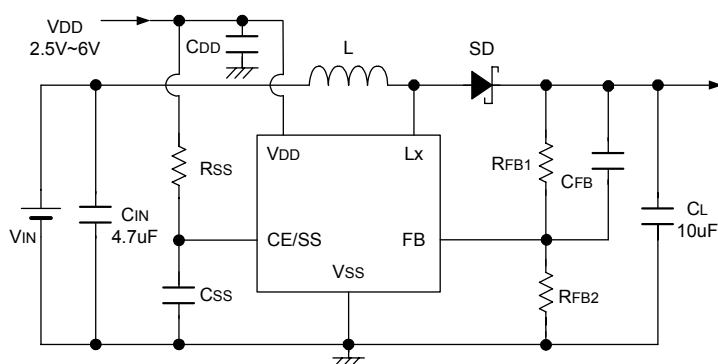 VDD
2.5V~6V
CDD
L
SD
VDD
Lx
RSS
RFB1
CFB
CIN
4.7uF
VIN
CL
10uF
CE/SS
FB
VSS
CSS
RFB2